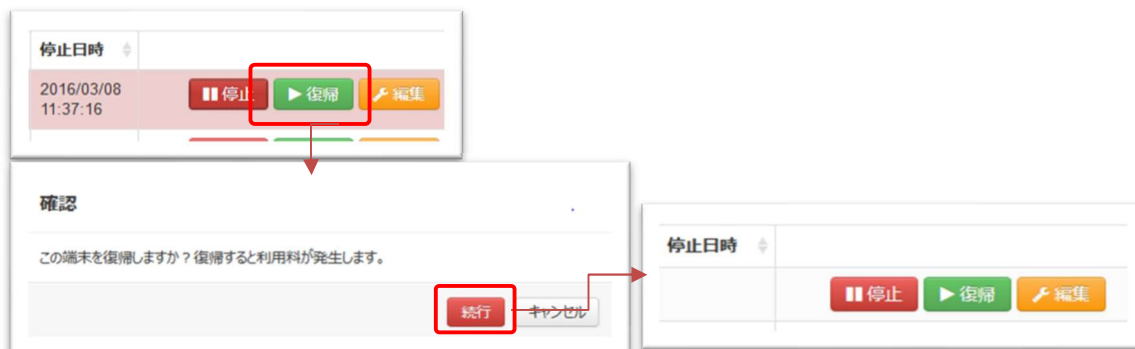 停止日時
2016/03/08
11:37:16
停止 復帰 編集
確認
この端末を復帰しますか？復帰すると利用料が発生します。
続行 キャンセル
停止日時
停止 復帰 編集